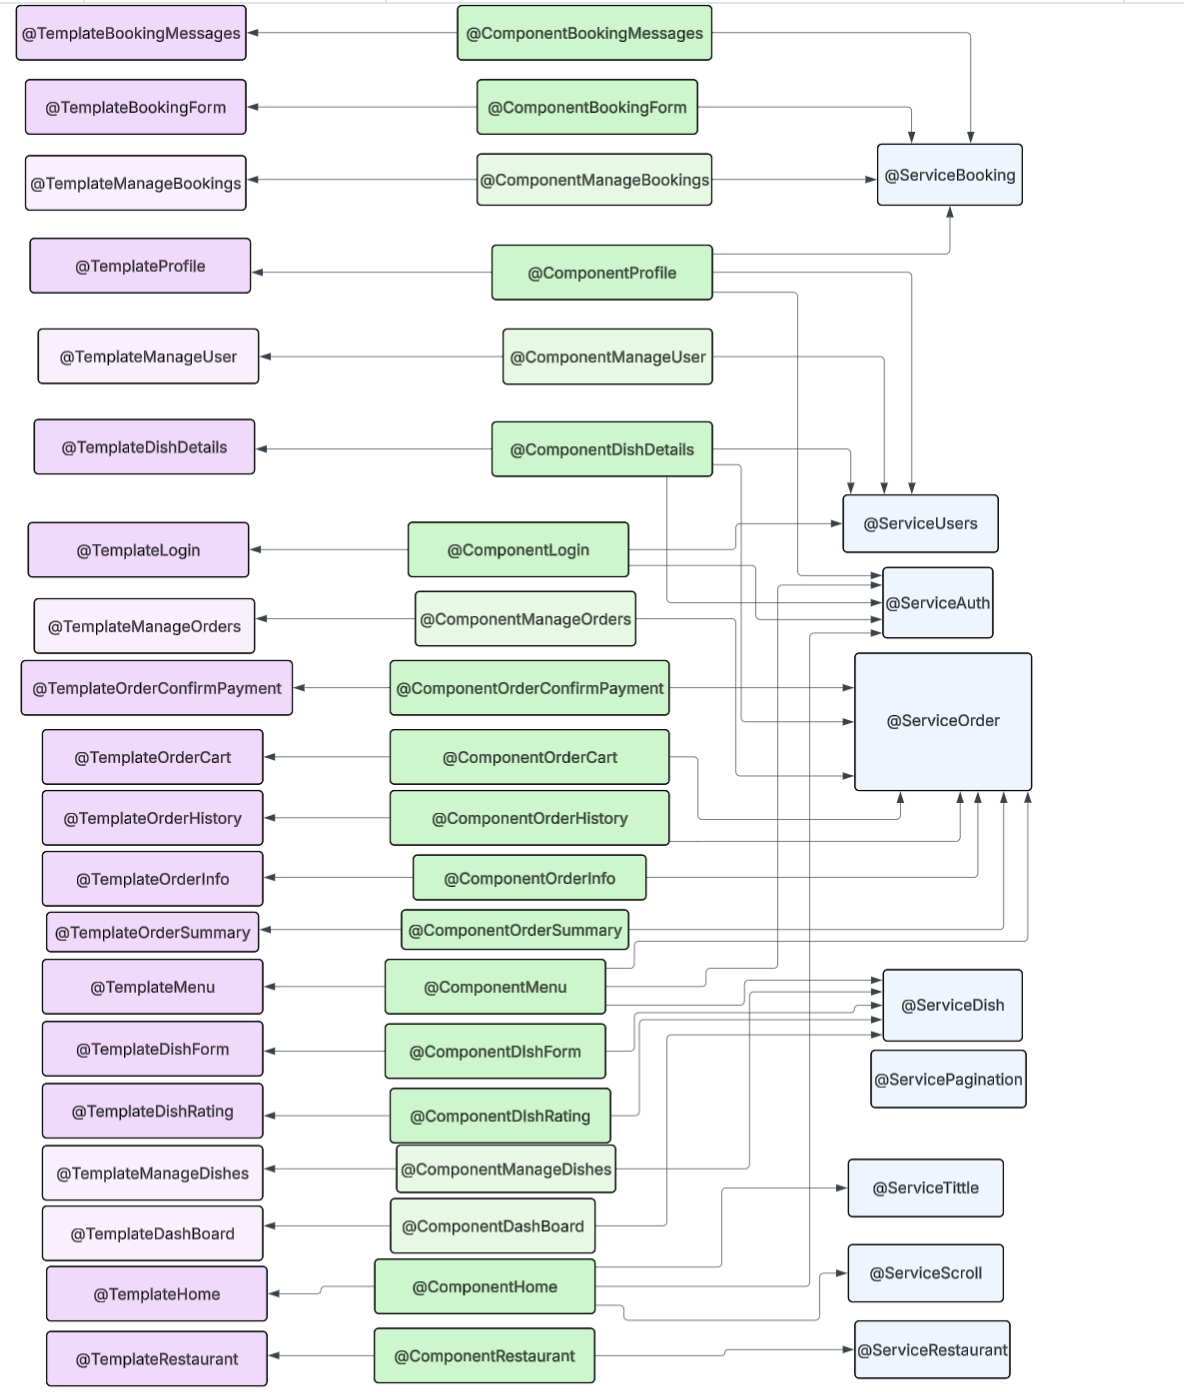 @TemplateBookingMessages
@ComponentBookingMessages
@TemplateBookingForm
@ComponentBookingForm
@TemplateManageBookings
@ComponentManageBookings
@ServiceBooking
@TemplateProfile
@ComponentProfile
@TemplateManageUser
@ComponentManageUser
@TemplateDishDetails
@ComponentDishDetails
@ServiceUsers
@TemplateLogin
@ComponentLogin
@ServiceAuth
@TemplateManageOrders
@ComponentManageOrders
@TemplateOrderConfirmPayment
@ComponentOrderConfirmPayment
@ServiceOrder
@TemplateOrderCart
@ComponentOrderCart
@TemplateOrderHistory
@ComponentOrderHistory
@TemplateOrderInfo
@ComponentOrderInfo
@TemplateOrderSummary
@ComponentOrderSummary
@TemplateMenu
@ComponentMenu
@ServiceDish
@TemplateDishForm
@ComponentDIshForm
@ServicePagination
@TemplateDishRating
@ComponentDIshRating
@TemplateManageDishes
@ComponentManageDishes
@ServiceTittle
@TemplateDashBoard
@ComponentDashBoard
@ServiceScroll
@TemplateHome
@ComponentHome
@TemplateRestaurant
@ComponentRestaurant
@ServiceRestaurant